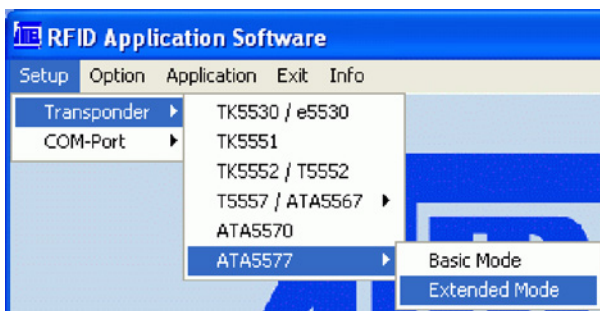 RFID Application Software
Setup Option Application Exit Info
Transponder
COM-Port
TK5530 / e5530
TK5551
TK5552 / T5552
T5557 / ATA5567
ATA5570
ATA5577
Basic Mode
Extended Mode